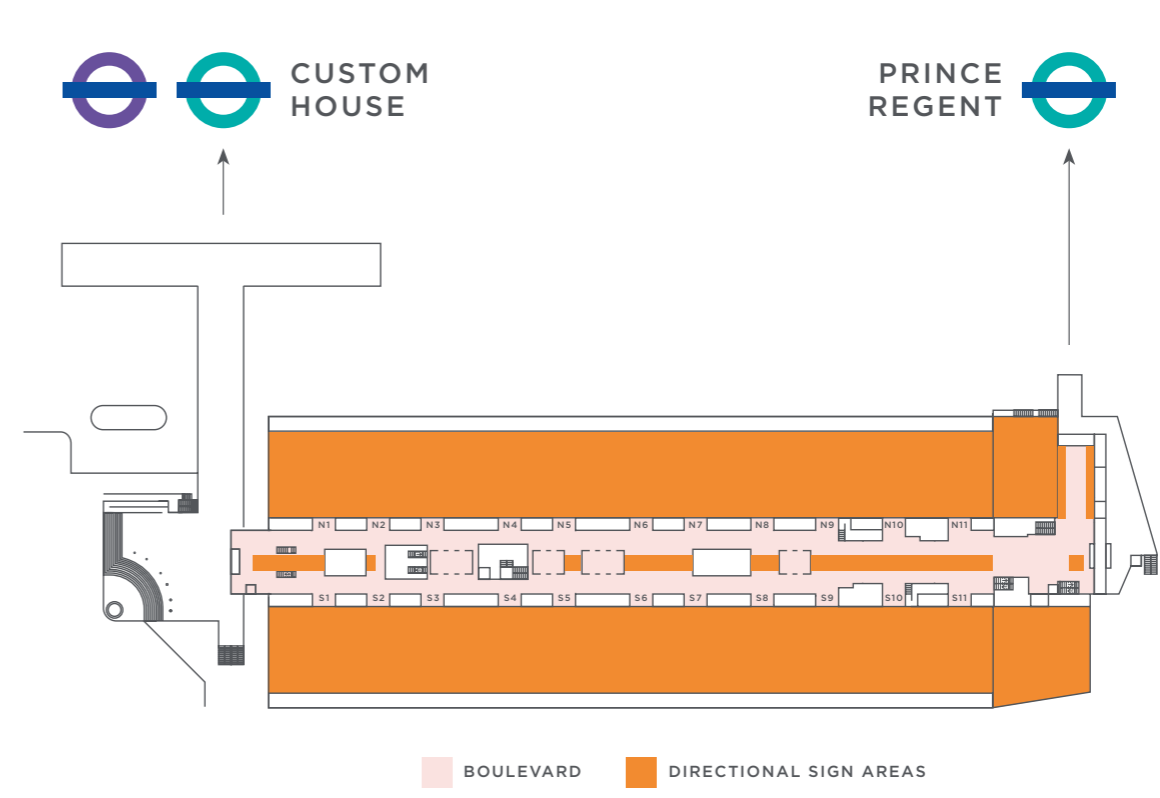 CUSTOM
HOUSE
PRINCE
REGENT
N1 N2 N3 N4 N5 N6 N7 N8 N9 N10 N11
S1 S2 S3 S4 S5 S6 S7 S8 S9 S10 S11
BOULEVARD DIRECTIONAL SIGN AREAS